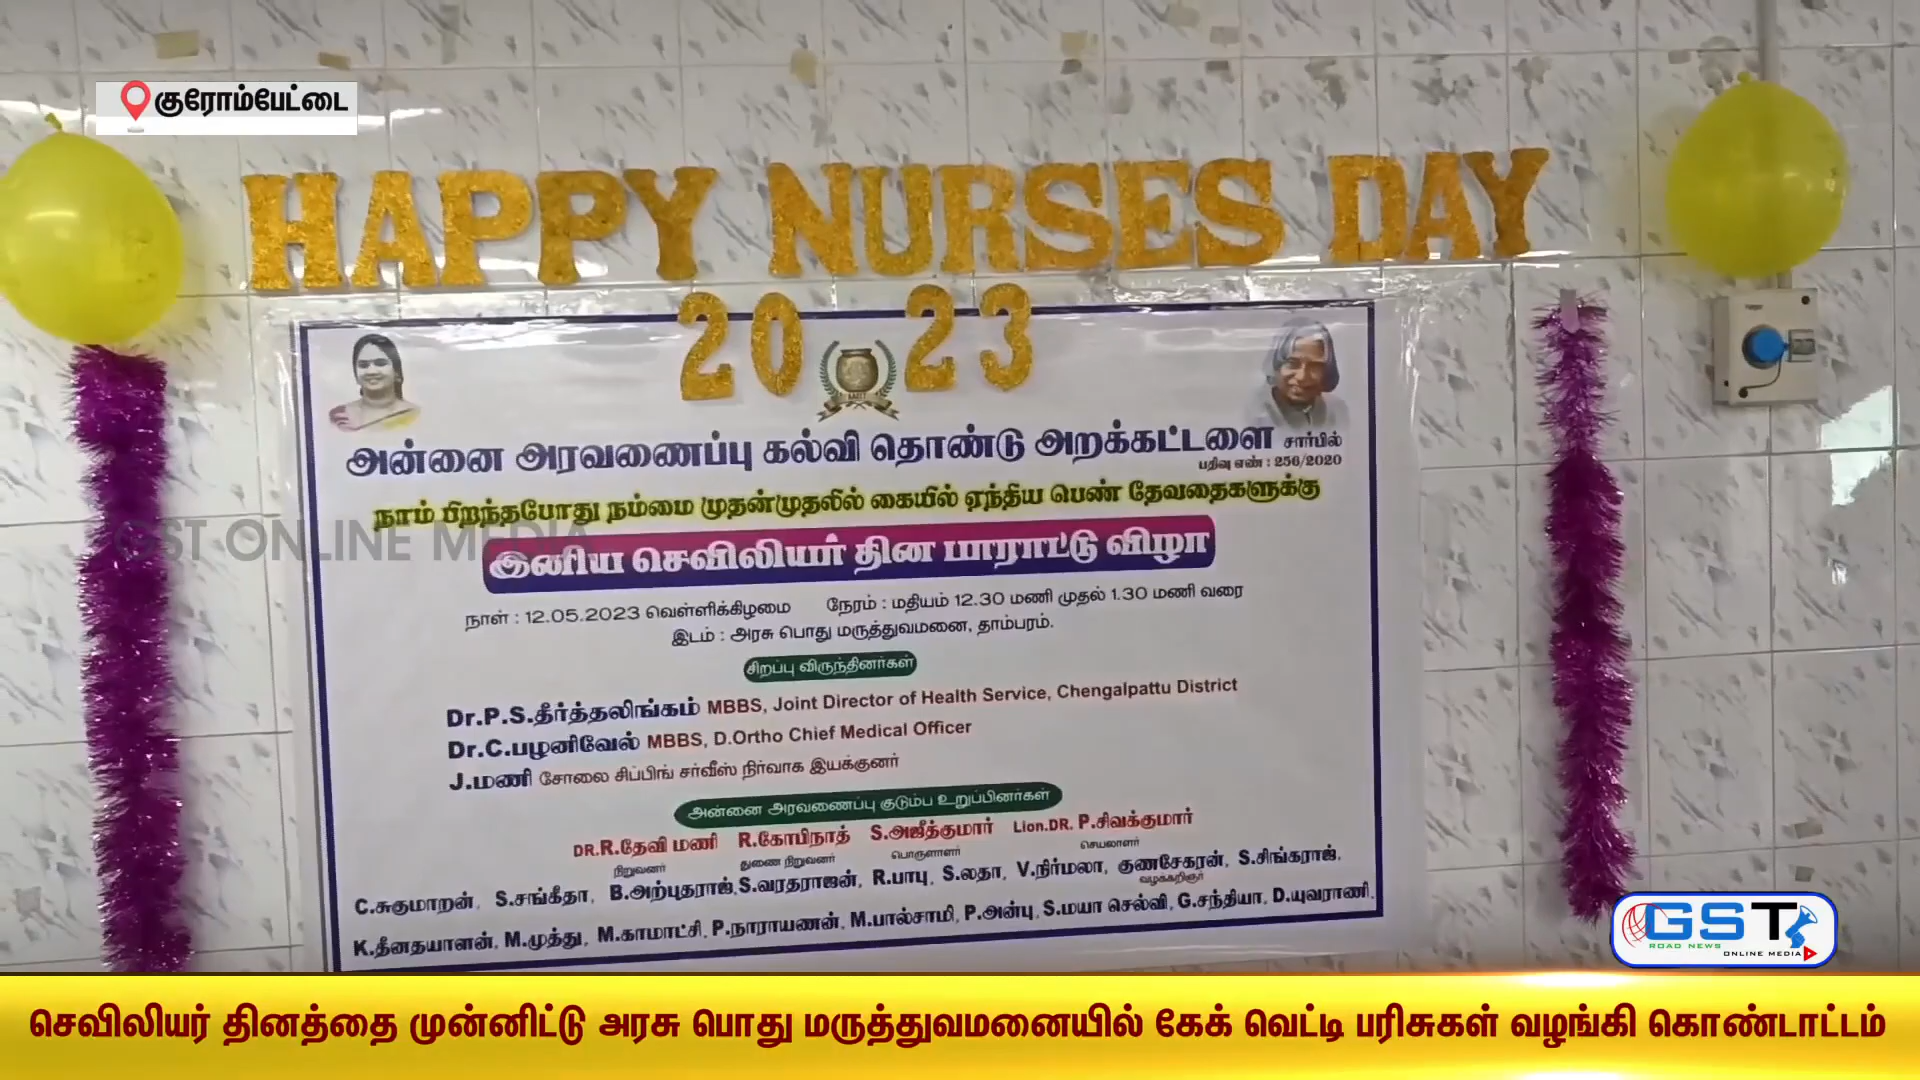 குரோம்பேட்டை
HAPPY NURSES DAY
2023
அன்னை அரவணைப்பு கல்வி தொண்டு அறக்கட்டளை சார்பில்
பதிவு எண் : 256/2020
நாம் பிறந்தபோது நம்மை முதன்முதலில் கையில் ஏந்திய பெண் தேவதைகளுக்கு
GST ONLINE MEDIA
இனிய செவிலியர் தின பாராட்டு விழா
நாள் : 12.05.2023 வெள்ளிக்கிழமை நேரம் : மதியம் 12.30 மணி முதல் 1.30 மணி வரை
இடம் : அரசு பொது மருத்துவமனை, தாம்பரம்.
சிறப்பு விருந்தினர்கள்
Dr.P.S.தீர்த்தலிங்கம் MBBS, Joint Director of Health Service, Chengalpattu District
Dr.C.பழனிவேல் MBBS, D.Ortho Chief Medical Officer
J.மணி சோலை சிப்பிங் சர்வீஸ் நிர்வாக இயக்குனர்
அன்னை அரவணைப்பு குடும்ப உறுப்பினர்கள்
DR.R.தேவி மணி R.கோபிநாத் S.அஜீத்குமார் Lion.DR. P.சிவக்குமார்
நிறுவனர் துணை நிறுவனர் பொருளாளர் செயலாளர்
C.சுகுமாறன், S.சங்கீதா, B.அற்புதராஜ், S.வரதராஜன், R.பாபு, S.லதா, V.நிர்மலா, குணசேகரன், S.சிங்கராஜ்,
வழக்கறிஞர்
K.தீனதயாளன், M.முத்து, M.காமாட்சி, P.நாராயணன், M.பால்சாமி, P.அன்பு, S.மயா செல்வி, G.சந்தியா, D.யுவராணி.
GST
ROAD NEWS
ONLINE MEDIA
செவிலியர் தினத்தை முன்னிட்டு அரசு பொது மருத்துவமனையில் கேக் வெட்டி பரிசுகள் வழங்கி கொண்டாட்டம்